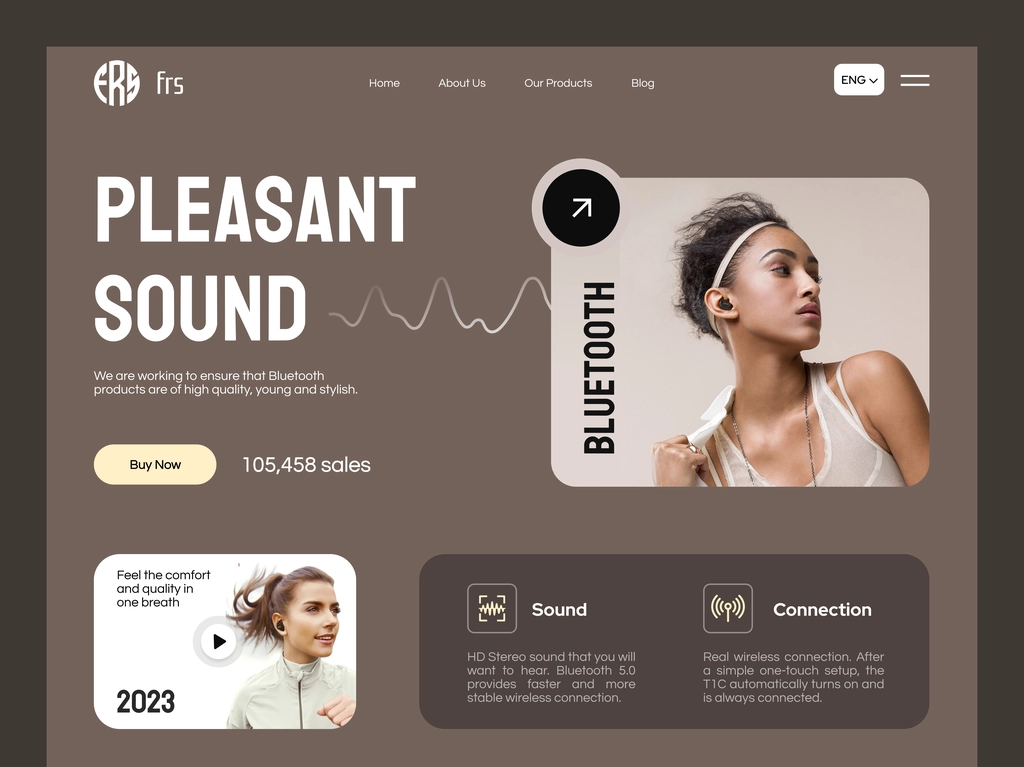 FRS frs
Home About Us Our Products Blog
ENG
PLEASANT
SOUND
We are working to ensure that Bluetooth
products are of high quality, young and stylish.
Buy Now 105,458 sales
BLUETOOTH
Feel the comfort
and quality in
one breath
2023
Sound
HD Stereo sound that you will
want to hear. Bluetooth 5.0
provides faster and more
stable wireless connection.
Connection
Real wireless connection. After
a simple one-touch setup, the
T1C automatically turns on and
is always connected.